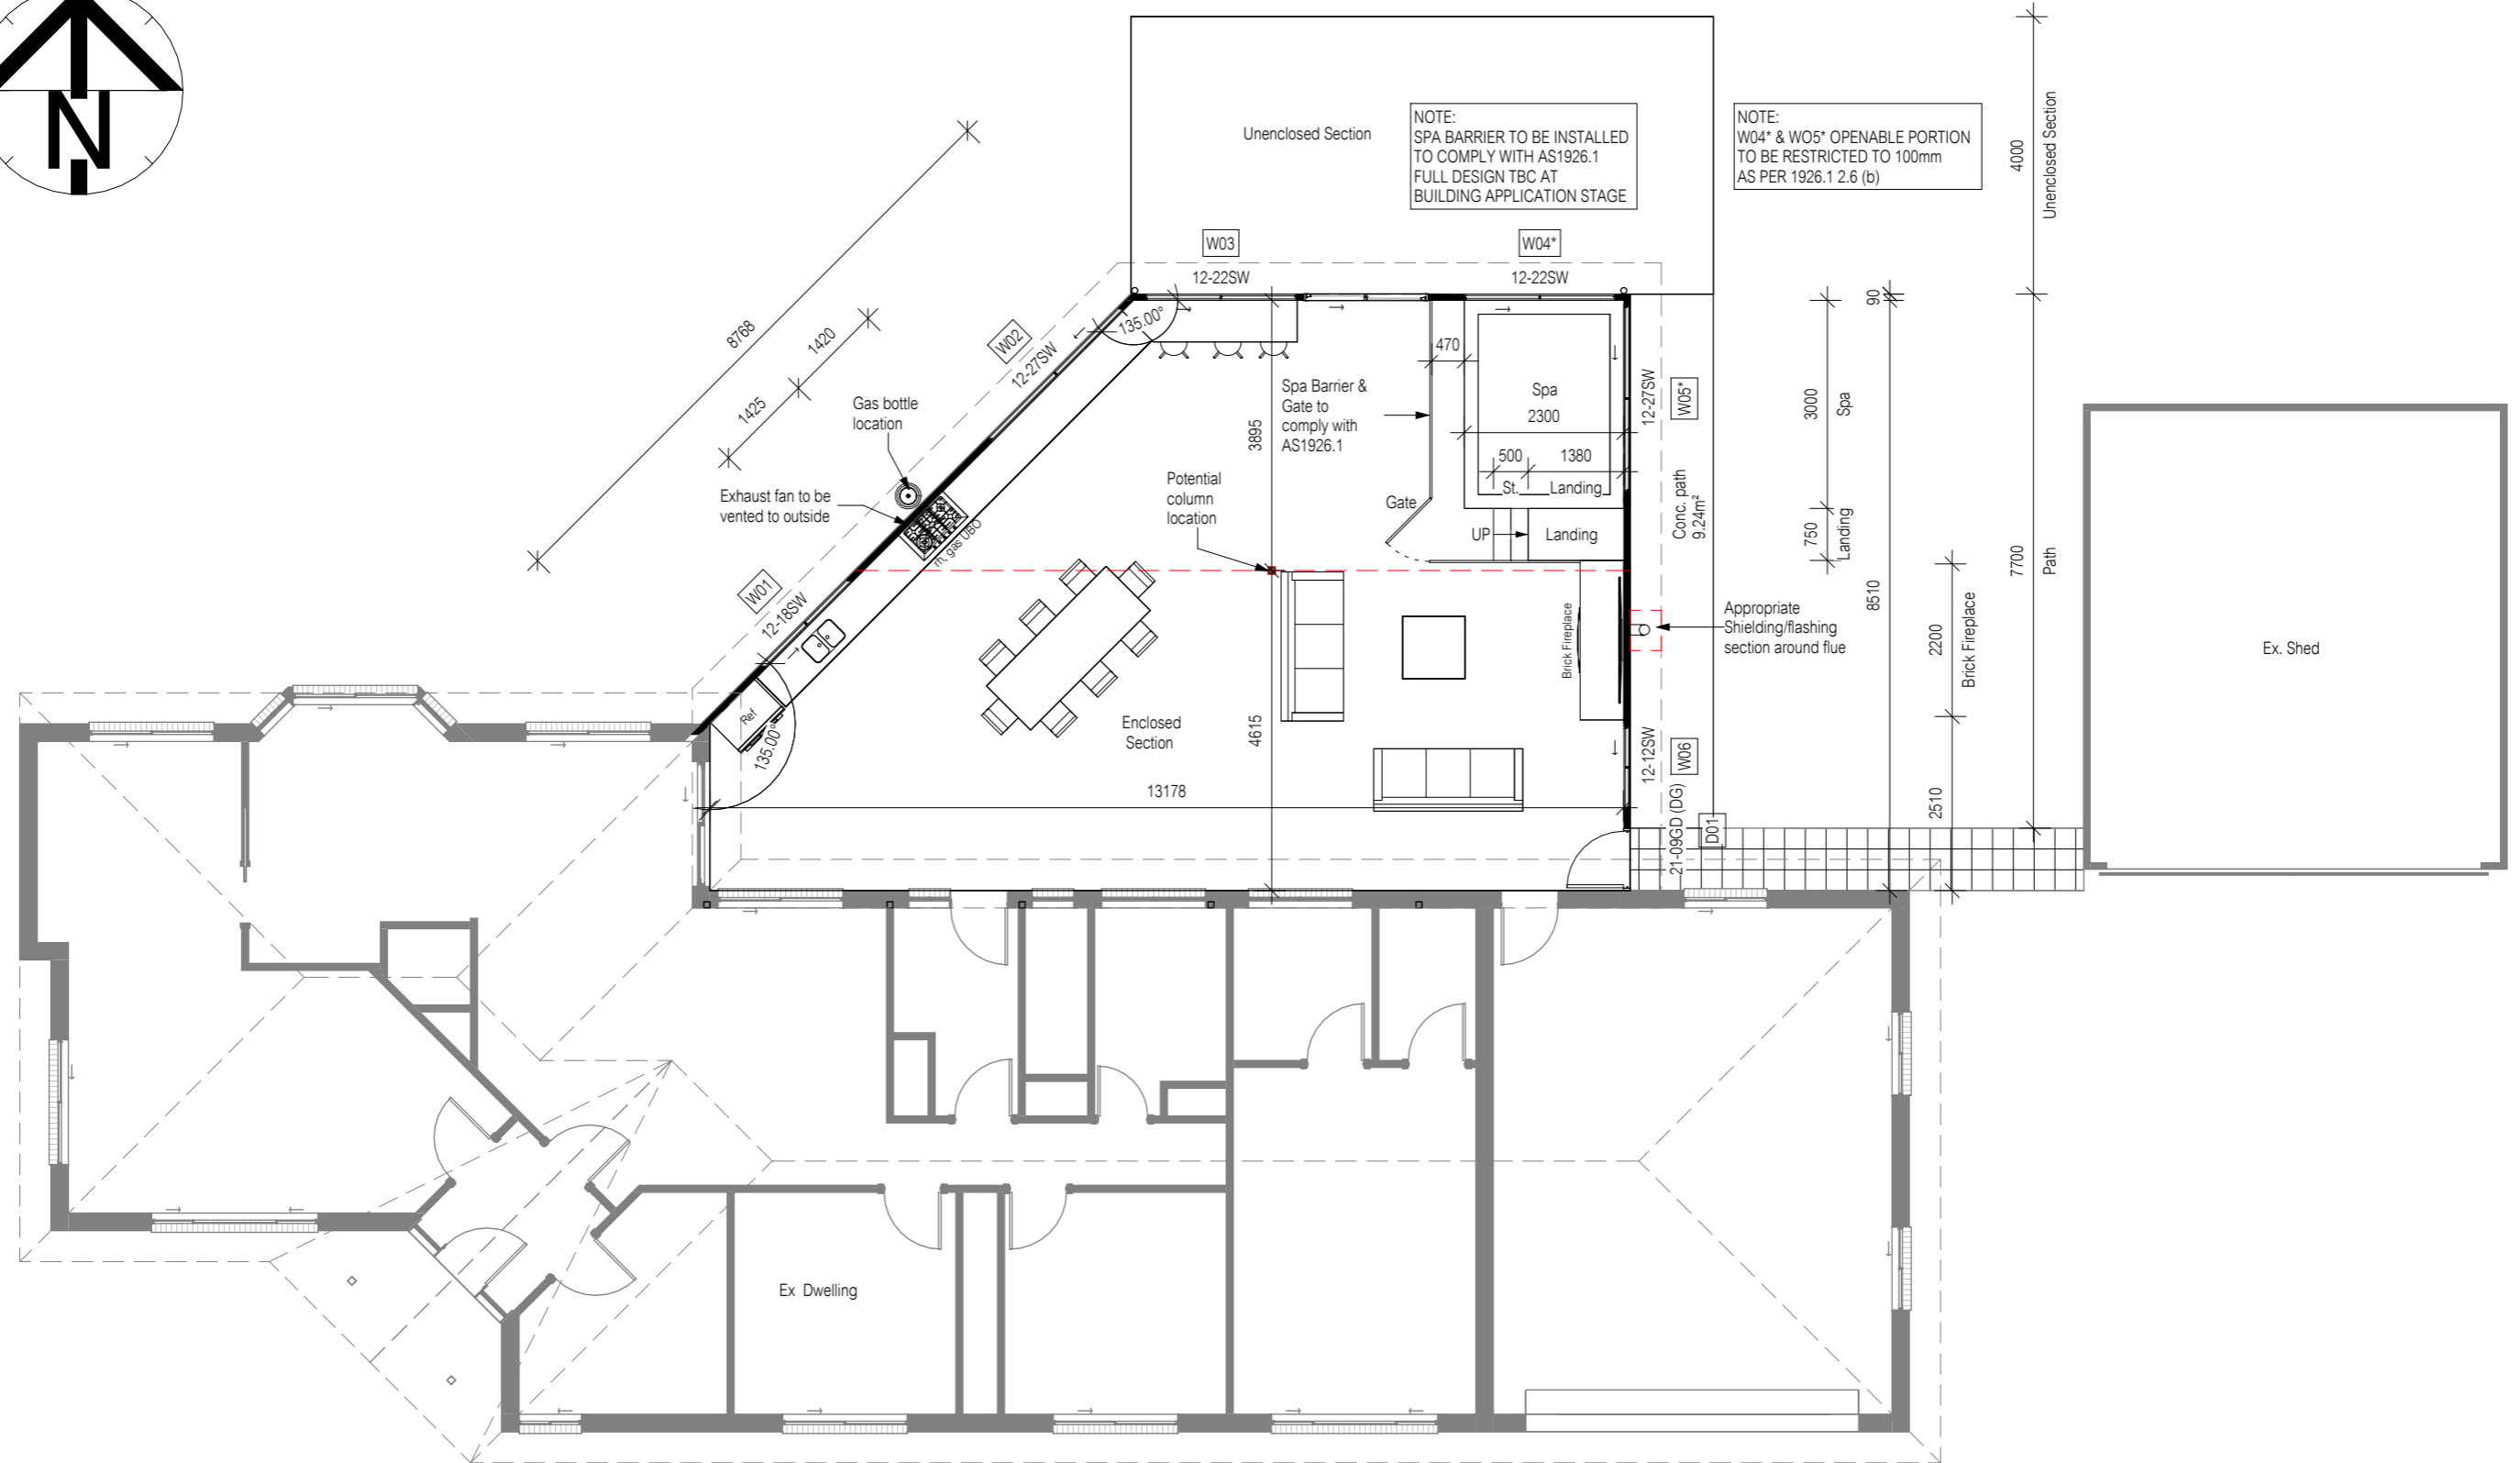 N
Unenclosed Section
NOTE:
SPA BARRIER TO BE INSTALLED
TO COMPLY WITH AS1926.1
FULL DESIGN TBC AT
BUILDING APPLICATION STAGE
NOTE:
W04* & WO5* OPENABLE PORTION
TO BE RESTRICTED TO 100mm
AS PER 1926.1 2.6 (b)
4000
Unenclosed Section
W03
12-22SW
W04*
12-22SW
90
8768
1420
1425
W02
12-27SW
135.00°
470
Spa Barrier &
Gate to
comply with
AS1926.1
Spa
2300
500
1380
St.
Landing
12-27SW
W05*
3000
Spa
Gas bottle
location
3895
Exhaust fan to be
vented to outside
Potential
column
location
Gate
UP
Landing
Conc. path
9.24m²
750
Landing
7700
Path
m, gas UBO
W01
12-18SW
Brick Fireplace
Appropriate
Shielding/flashing
section around flue
8510
2200
Brick Fireplace
Ex. Shed
Ref
135.00°
Enclosed
Section
4615
13178
12-12SW
W06
21-09GD (DG)
D01
2510
Ex Dwelling